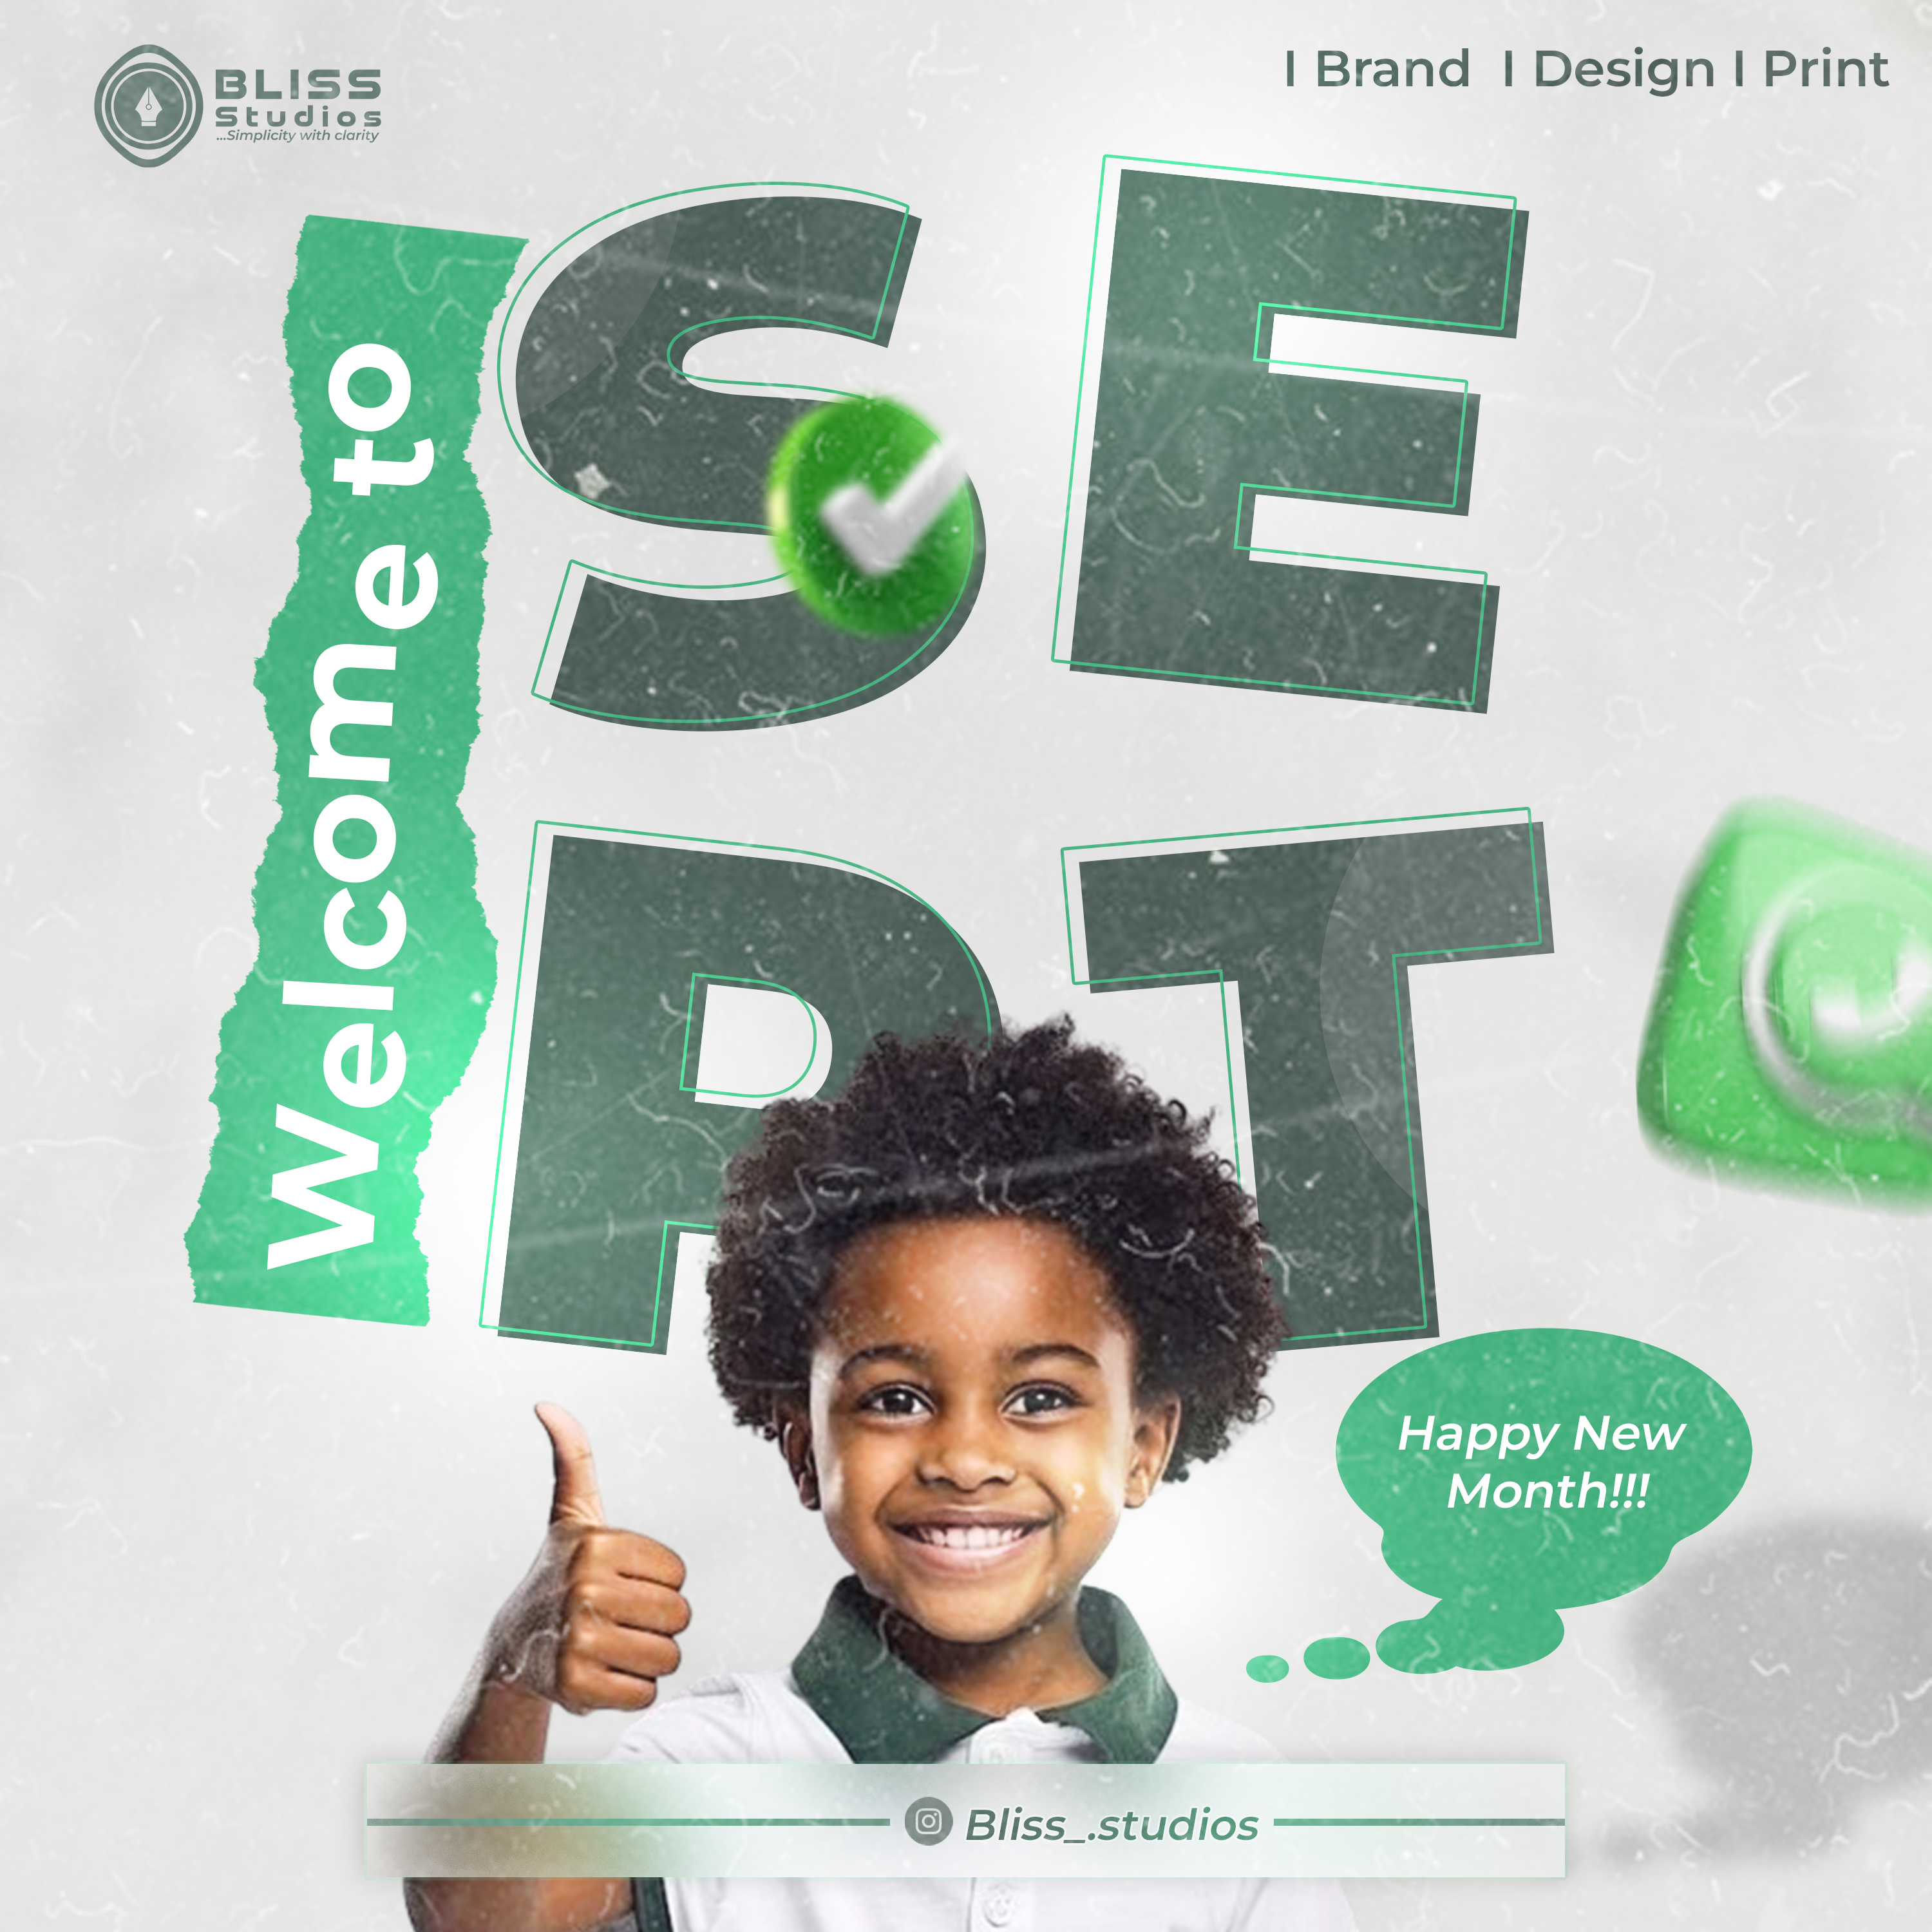 BLISS
Studios
...Simplicity with clarity
I Brand I Design I Print
Welcome to
SE
PT
Happy New
Month!!!
Bliss_.studios